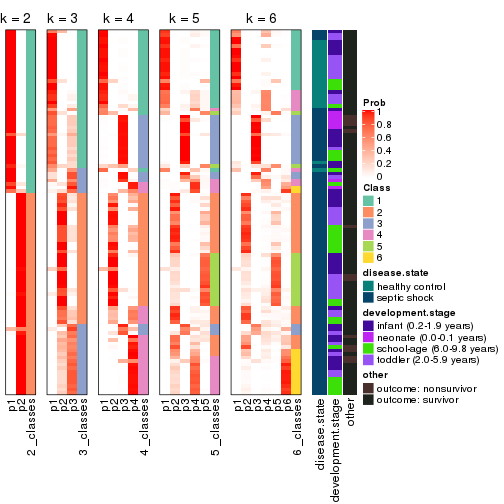 k = 2
k = 3
k = 4
k = 5
k = 6
p1
p2
2_classes
p1
p2
p3
3_classes
p1
p2
p3
p4
4_classes
p1
p2
p3
p4
p5
5_classes
p1
p2
p3
p4
p5
p6
6_classes
disease.state
development.stage
other
Prob
1
0.8
0.6
0.4
0.2
0
Class
1
2
3
4
5
6
disease.state
healthy control
septic shock
development.stage
infant (0.2-1.9 years)
neonate (0.0-0.1 years)
school-age (6.0-9.8 years)
toddler (2.0-5.9 years)
other
outcome: nonsurvivor
outcome: survivor